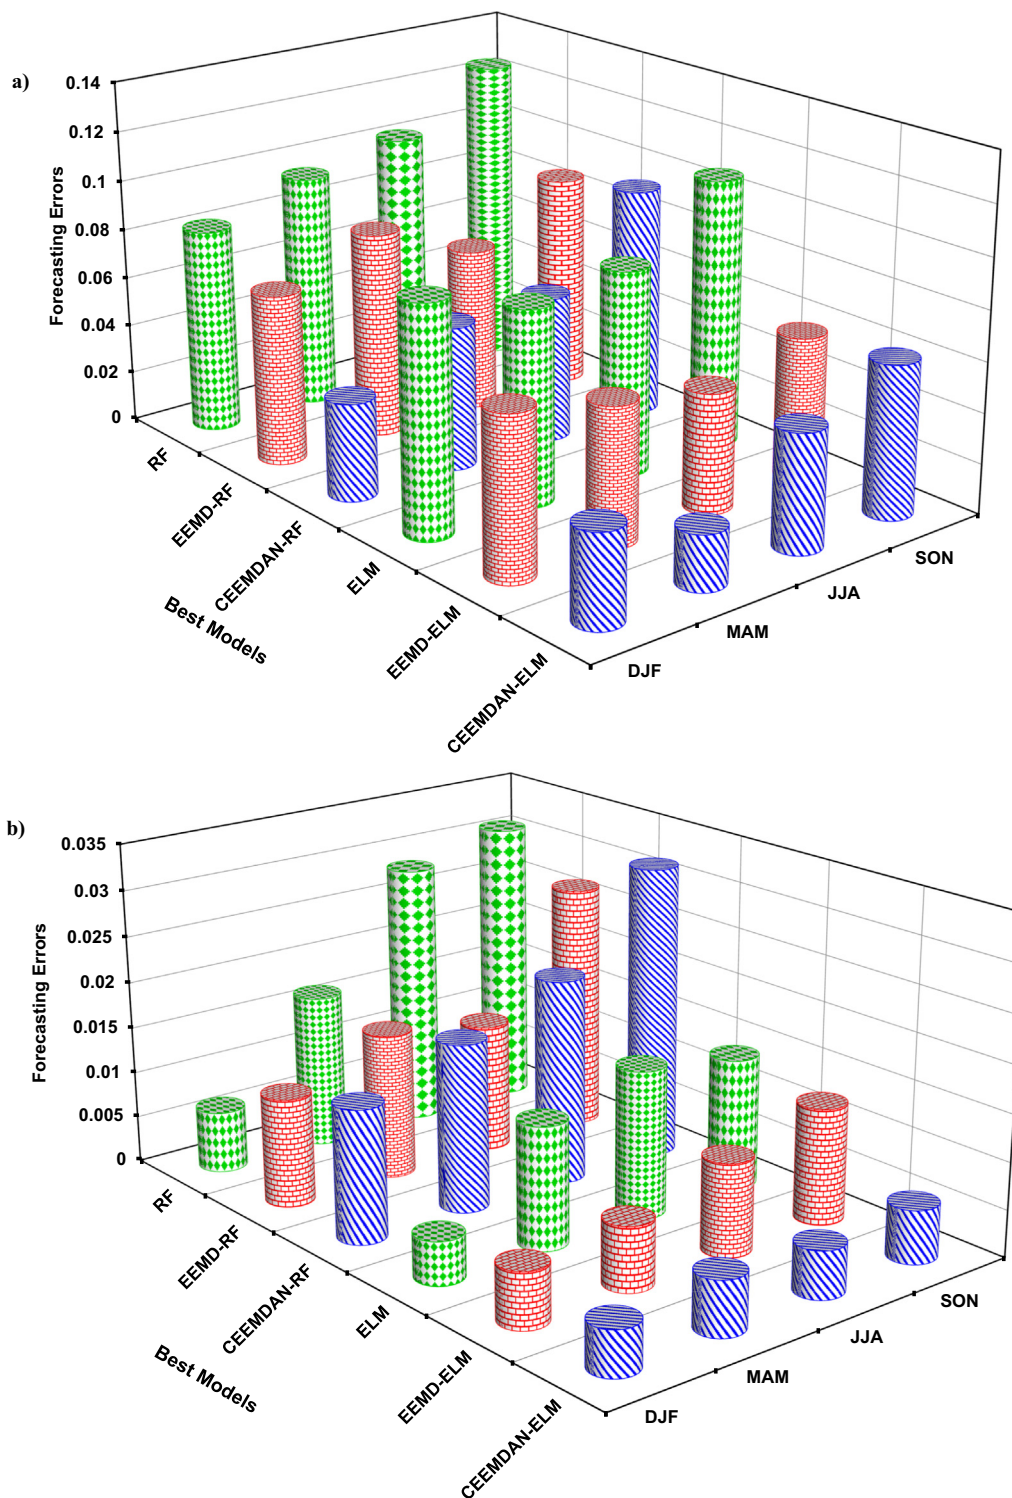 a)
0.14
0.12
0.1
0.08
0.06
0.04
0.02
0
Forecasting Errors
RF
EEMD-RF
CEEMDAN-RF
ELM
EEMD-ELM
CEEMDAN-ELM
Best Models
DJF
MAM
JJA
SON
b)
0.035
0.03
0.025
0.02
0.015
0.01
0.005
0
Forecasting Errors
RF
EEMD-RF
CEEMDAN-RF
ELM
EEMD-ELM
CEEMDAN-ELM
Best Models
DJF
MAM
JJA
SON